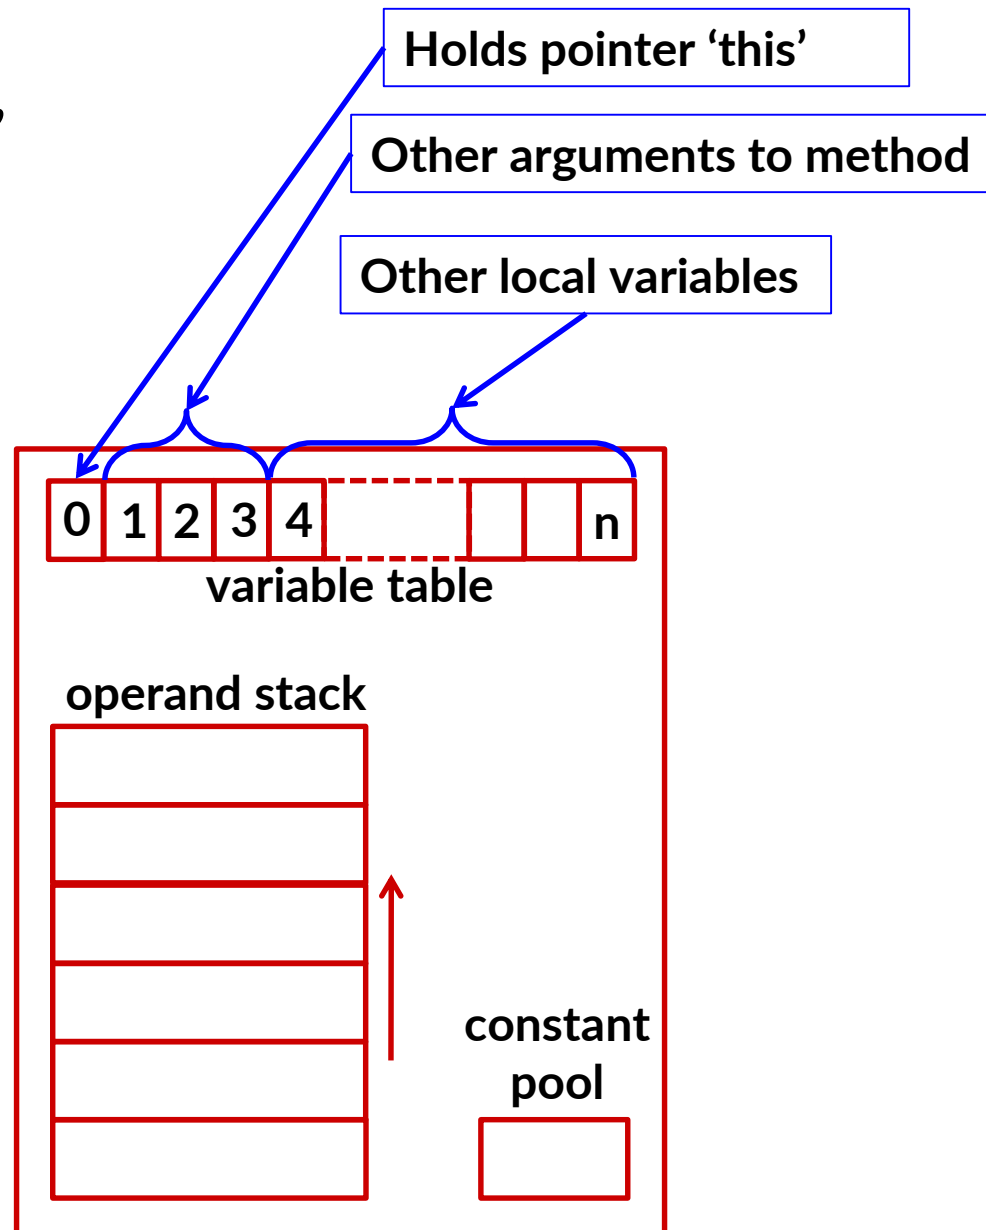 ,
Holds pointer ‘this’
Other arguments to method
Other local variables
0 1 2 3 4 n
variable table
operand stack
constant
pool